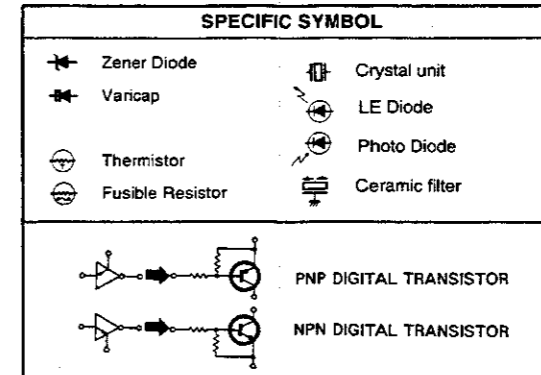 SPECIFIC SYMBOL
Zener Diode
Varicap
Thermistor
Fusible Resistor
Crystal unit
LE Diode
Photo Diode
Ceramic filter
PNP DIGITAL TRANSISTOR
NPN DIGITAL TRANSISTOR